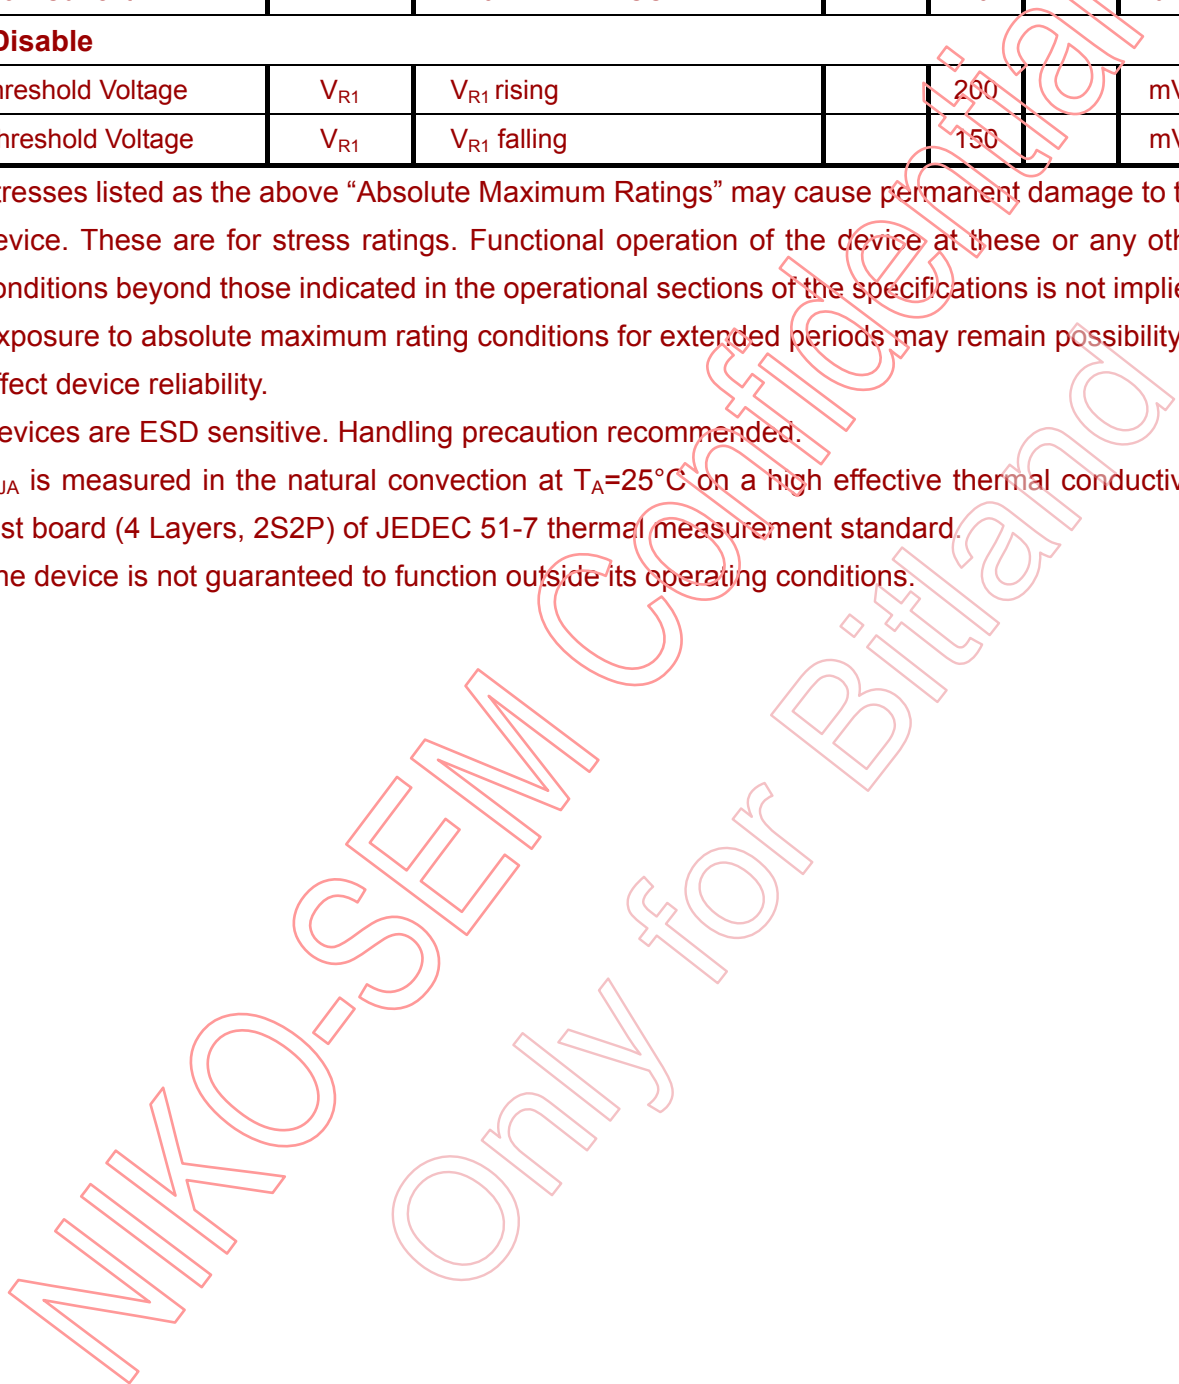 Disable
hreshold Voltage VR1 VR1 rising 200 mV
hreshold Voltage VR1 VR1 falling 150 mV
tresses listed as the above “Absolute Maximum Ratings” may cause permanent damage to t
evice. These are for stress ratings. Functional operation of the device at these or any oth
onditions beyond those indicated in the operational sections of the specifications is not implie
xposure to absolute maximum rating conditions for extended periods may remain possibility
ffect device reliability.
evices are ESD sensitive. Handling precaution recommended.
JA is measured in the natural convection at TA=25°C on a high effective thermal conductiv
st board (4 Layers, 2S2P) of JEDEC 51-7 thermal measurement standard.
he device is not guaranteed to function outside its operating conditions.
NIKO-SEM Confidential
Only for Bitland